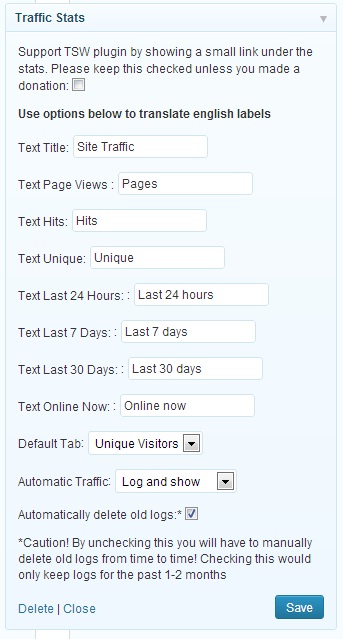 Traffic Stats
Support TSW plugin by showing a small link under the
stats. Please keep this checked unless you made a
donation:
Use options below to translate english labels
Text Title: Site Traffic
Text Page Views : Pages
Text Hits: Hits
Text Unique: Unique
Text Last 24 Hours: : Last 24 hours
Text Last 7 Days: : Last 7 days
Text Last 30 Days: : Last 30 days
Text Online Now: : Online now
Default Tab: Unique Visitors
Automatic Traffic: Log and show
Automatically delete old logs:*
*Caution! By unchecking this you will have to manually
delete old logs from time to time! Checking this would
only keep logs for the past 1-2 months
Delete | Close Save